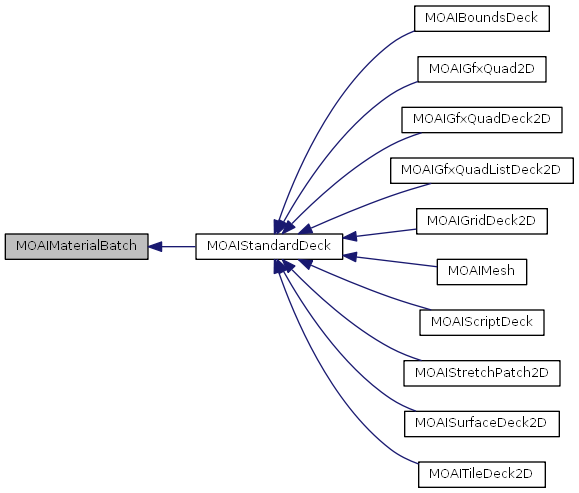 MOAIBoundsDeck
MOAIGfxQuad2D
MOAIGfxQuadDeck2D
MOAIGfxQuadListDeck2D
MOAIGridDeck2D
MOAIMaterialBatch
MOAIStandardDeck
MOAIMesh
MOAIScriptDeck
MOAIStretchPatch2D
MOAISurfaceDeck2D
MOAITileDeck2D